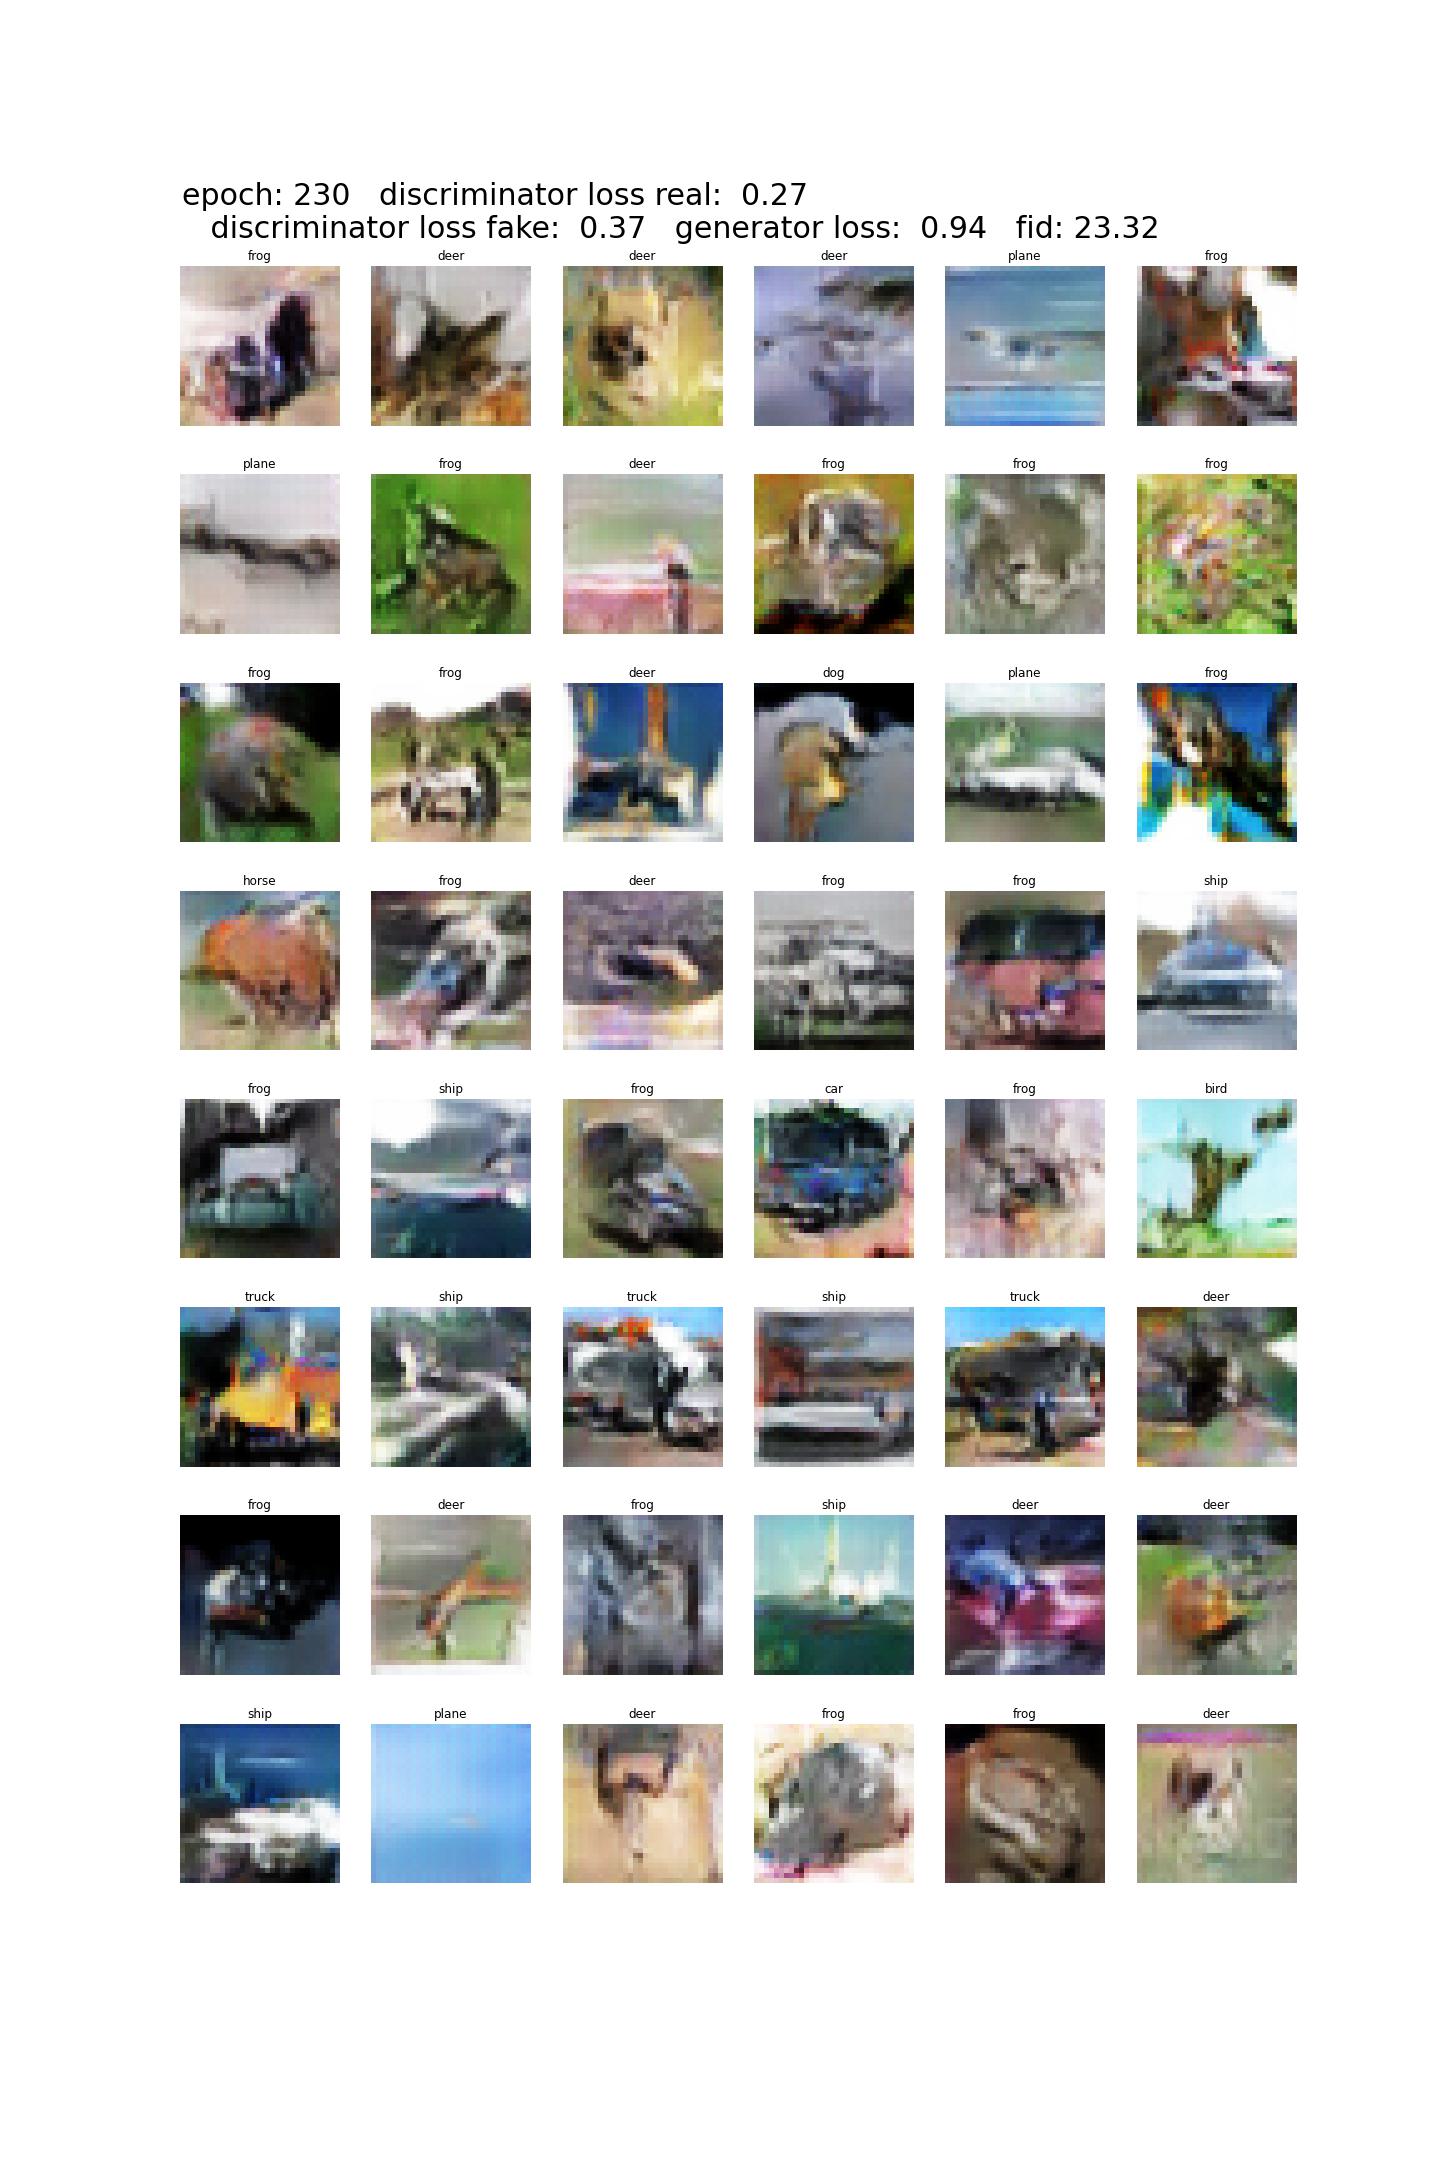 epoch: 230   discriminator loss real:  0.27
discriminator loss fake:  0.37   generator loss:  0.94   fid: 23.32
frog deer deer deer plane frog
plane frog deer frog frog frog
frog frog deer dog plane frog
horse frog deer frog frog ship
frog ship frog car frog bird
truck ship truck ship truck deer
frog deer frog ship deer deer
ship plane deer frog frog deer